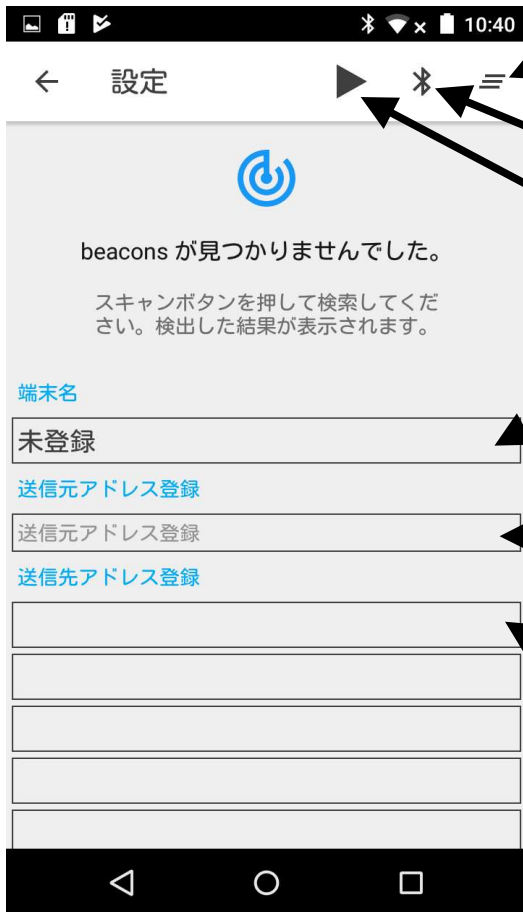 10:40
設定
beacons が見つかりませんでした。
スキャンボタンを押して検索してくだ
さい。検出した結果が表示されます。
端末名
未登録
送信元アドレス登録
送信元アドレス登録
送信先アドレス登録